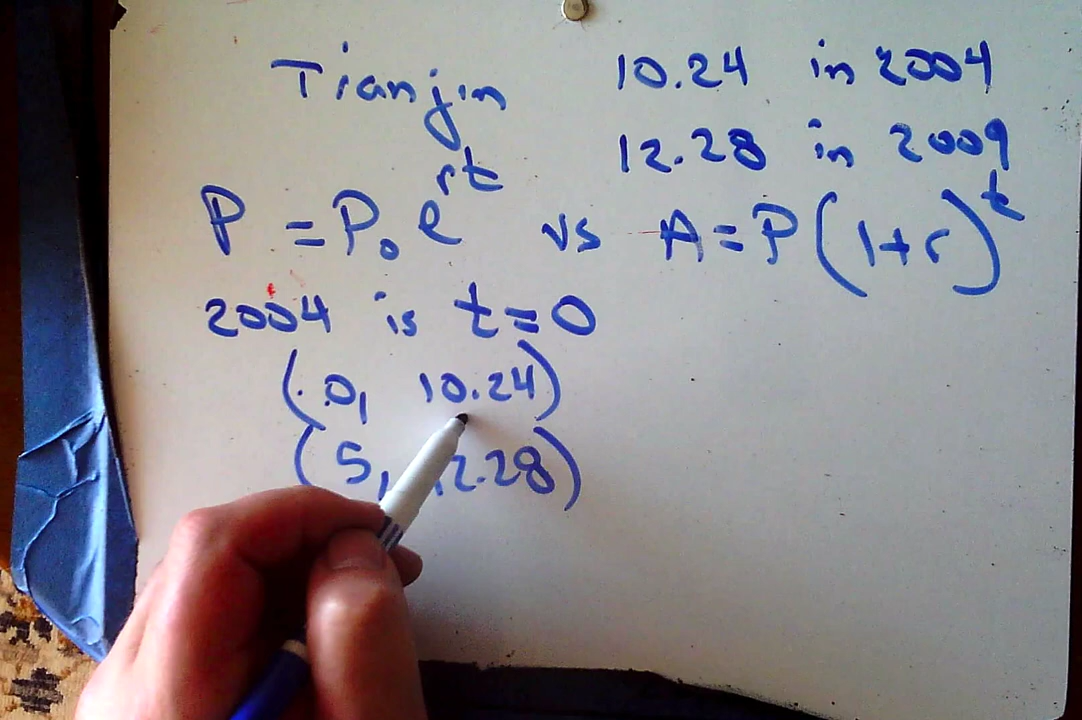 Tianjin 10.24 in 2004
12.28 in 2009
P = P₀ e^rt vs A = P(1+r)^t
2004 is t=0
(0, 10.24)
(5, 12.28)